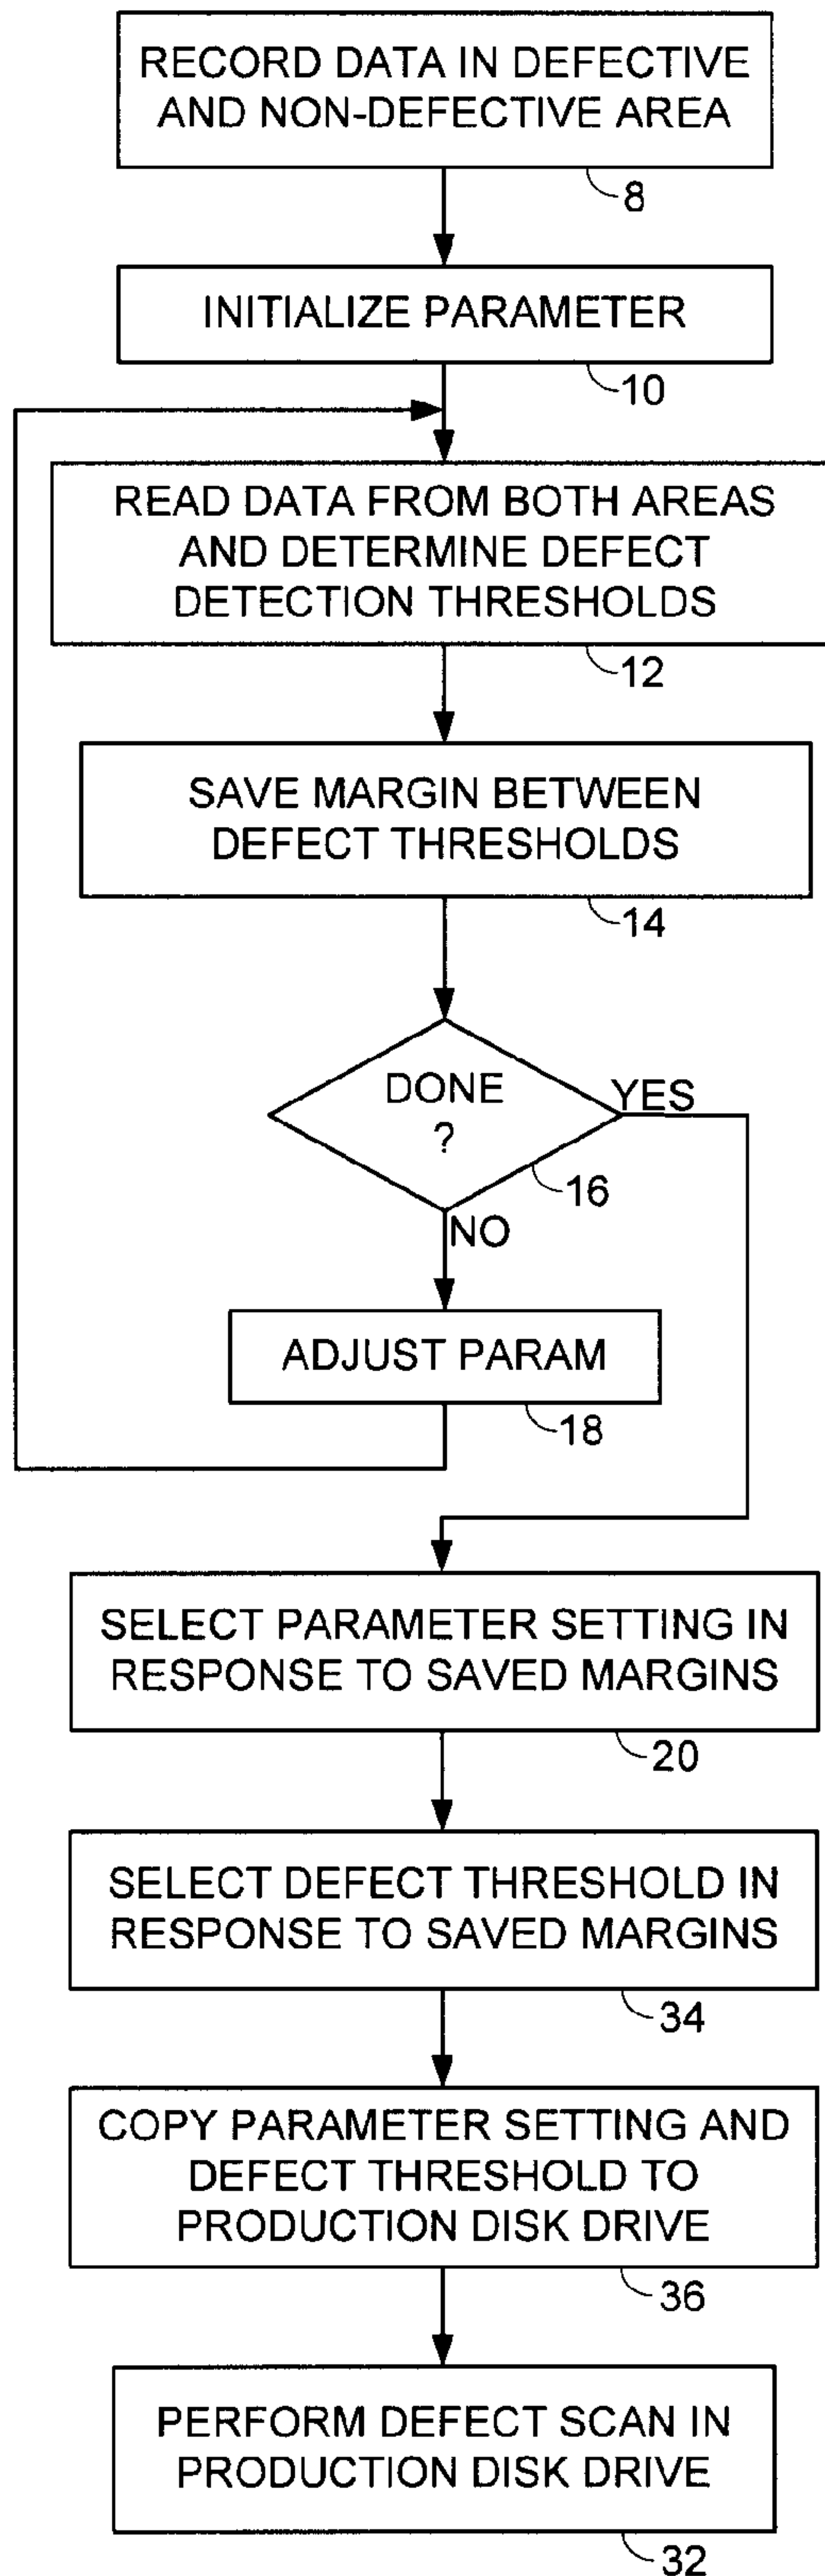 RECORD DATA IN DEFECTIVE
AND NON-DEFECTIVE AREA
8
INITIALIZE PARAMETER
10
READ DATA FROM BOTH AREAS
AND DETERMINE DEFECT
DETECTION THRESHOLDS
12
SAVE MARGIN BETWEEN
DEFECT THRESHOLDS
14
DONE
?
YES
16
NO
ADJUST PARAM
18
SELECT PARAMETER SETTING IN
RESPONSE TO SAVED MARGINS
20
SELECT DEFECT THRESHOLD IN
RESPONSE TO SAVED MARGINS
34
COPY PARAMETER SETTING AND
DEFECT THRESHOLD TO
PRODUCTION DISK DRIVE
36
PERFORM DEFECT SCAN IN
PRODUCTION DISK DRIVE
32